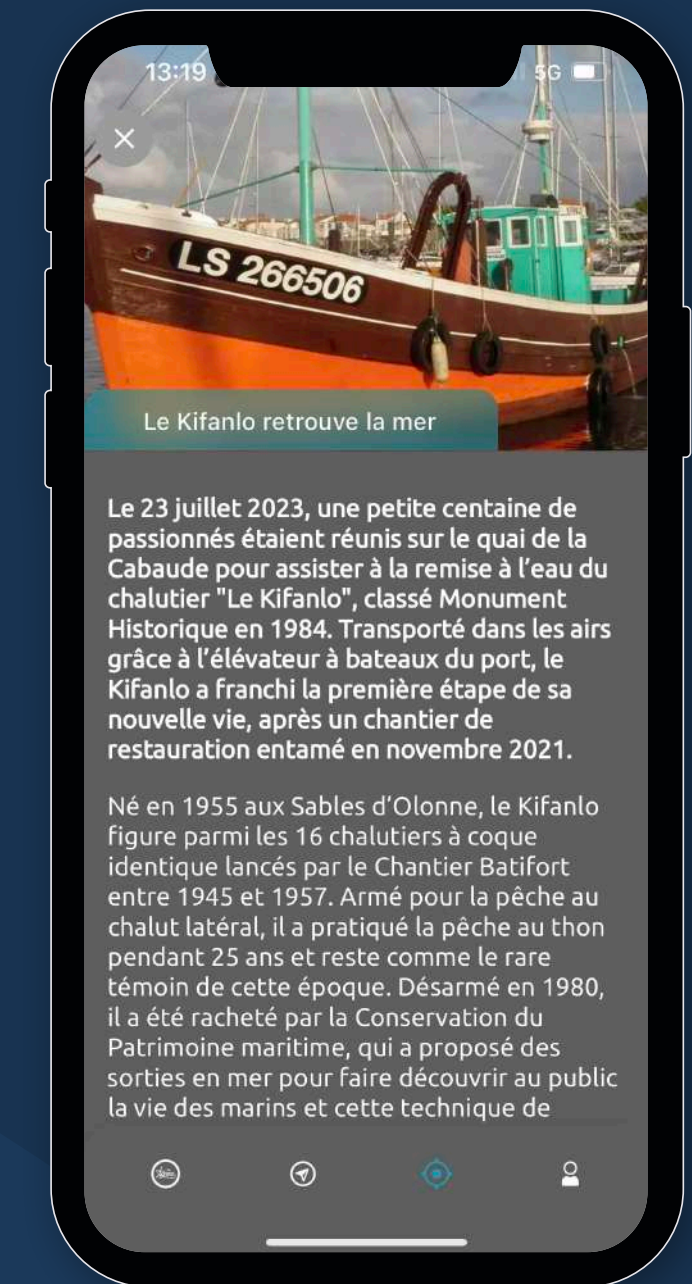 13:19
5G
LS 266506
Le Kifanlo retrouve la mer
Le 23 juillet 2023, une petite centaine de
passionnés étaient réunis sur le quai de la
Cabaude pour assister à la remise à l’eau du
chalutier "Le Kifanlo", classé Monument
Historique en 1984. Transporté dans les airs
grâce à l’élévateur à bateaux du port, le
Kifanlo a franchi la première étape de sa
nouvelle vie, après un chantier de
restauration entamé en novembre 2021.
Né en 1955 aux Sables d’Olonne, le Kifanlo
figure parmi les 16 chalutiers à coque
identique lancés par le Chantier Batifort
entre 1945 et 1957. Armé pour la pêche au
chalut latéral, il a pratiqué la pêche au thon
pendant 25 ans et reste comme le rare
témoin de cette époque. Désarmé en 1980,
il a été racheté par la Conservation du
Patrimoine maritime, qui a proposé des
sorties en mer pour faire découvrir au public
la vie des marins et cette technique de